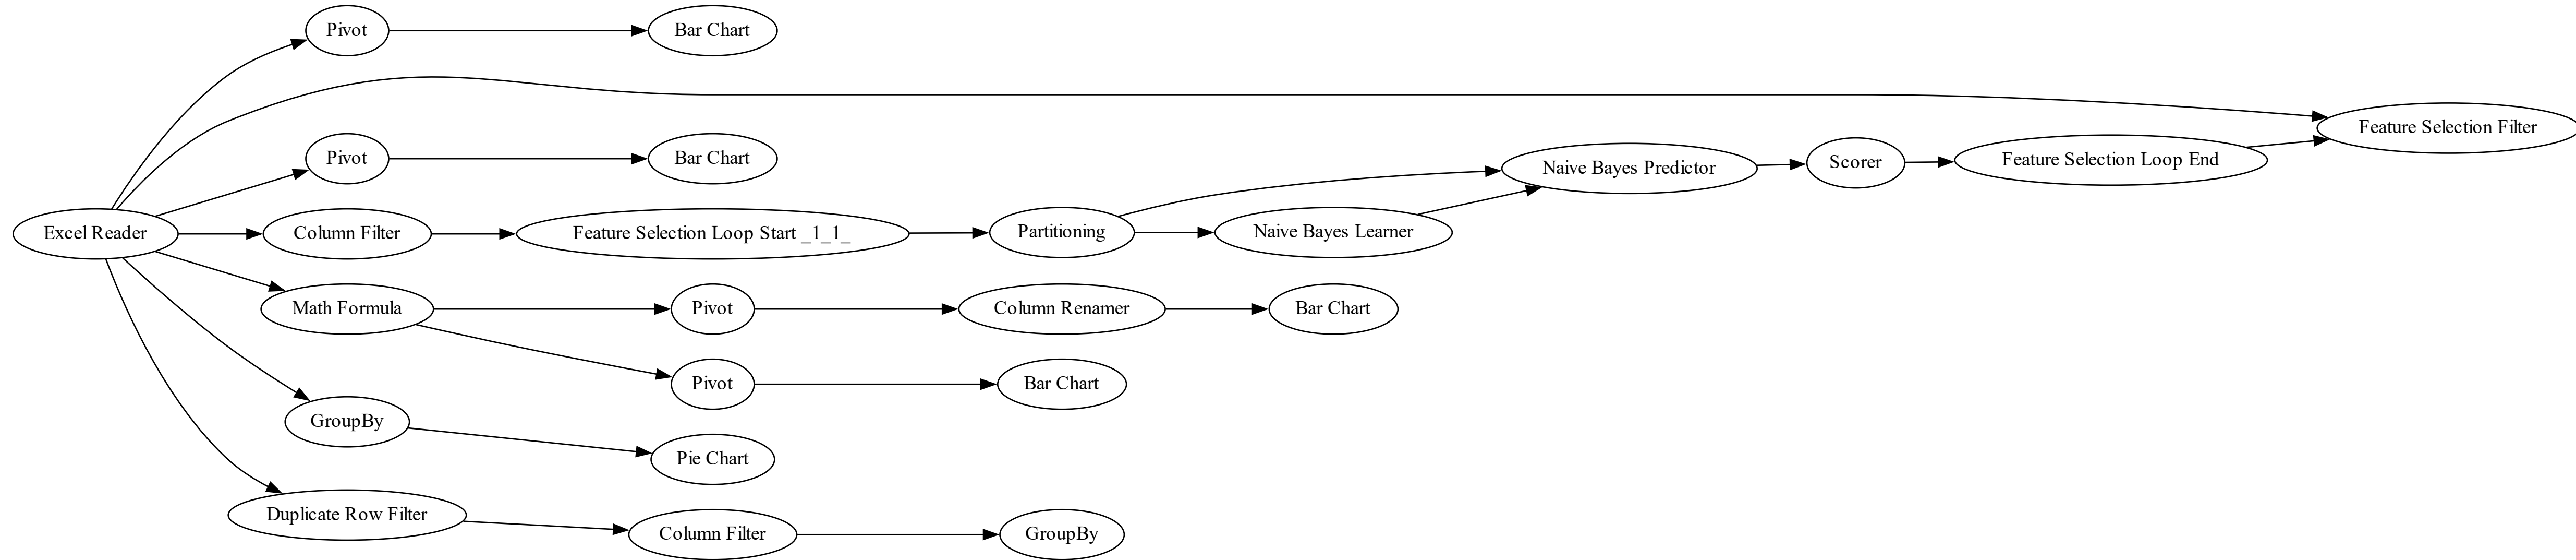 Pivot
Bar Chart
Feature Selection Filter
Pivot
Bar Chart
Naive Bayes Predictor
Scorer
Feature Selection Loop End
Excel Reader
Column Filter
Feature Selection Loop Start _1_1_
Partitioning
Naive Bayes Learner
Math Formula
Pivot
Column Renamer
Bar Chart
Pivot
Bar Chart
GroupBy
Pie Chart
Duplicate Row Filter
Column Filter
GroupBy